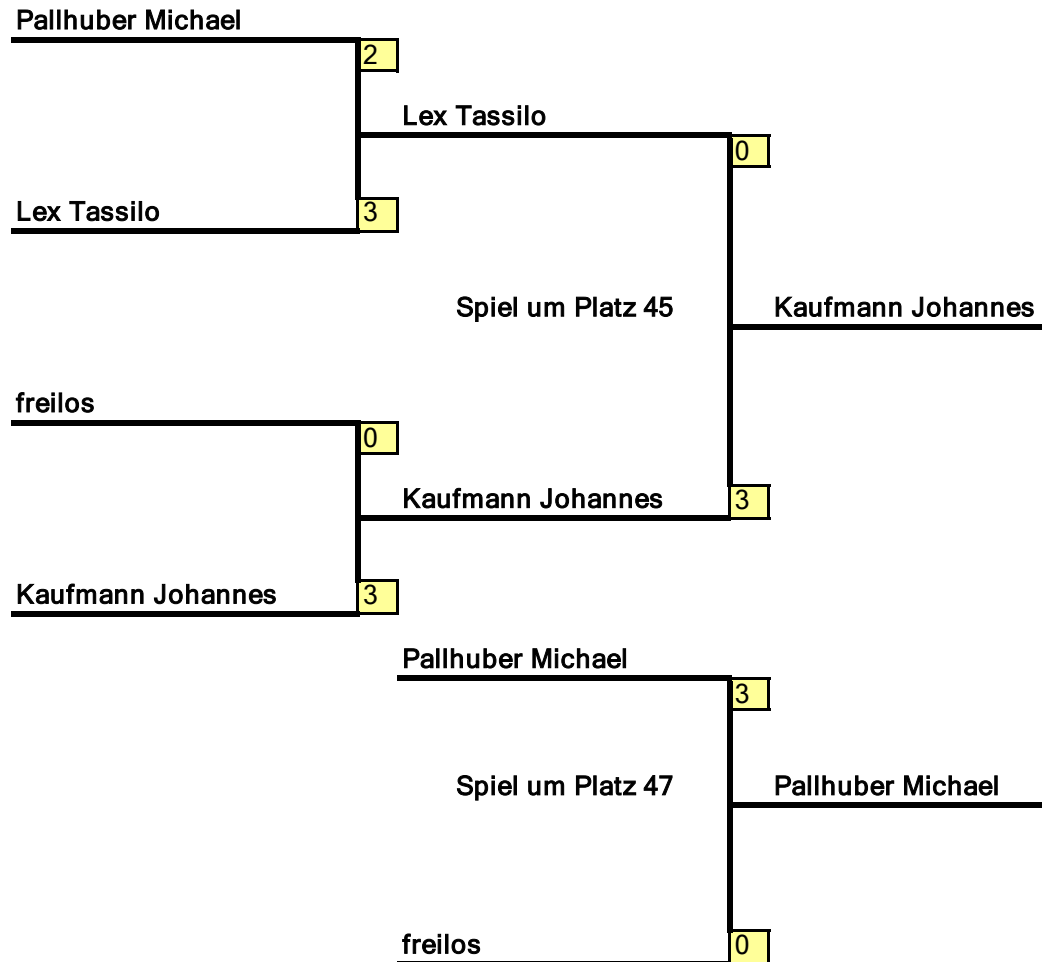 Pallhuber Michael
2
Lex Tassilo
0
Lex Tassilo
3
Spiel um Platz 45
Kaufmann Johannes
freilos
0
Kaufmann Johannes
3
Kaufmann Johannes
3
Pallhuber Michael
3
Spiel um Platz 47
Pallhuber Michael
freilos
0